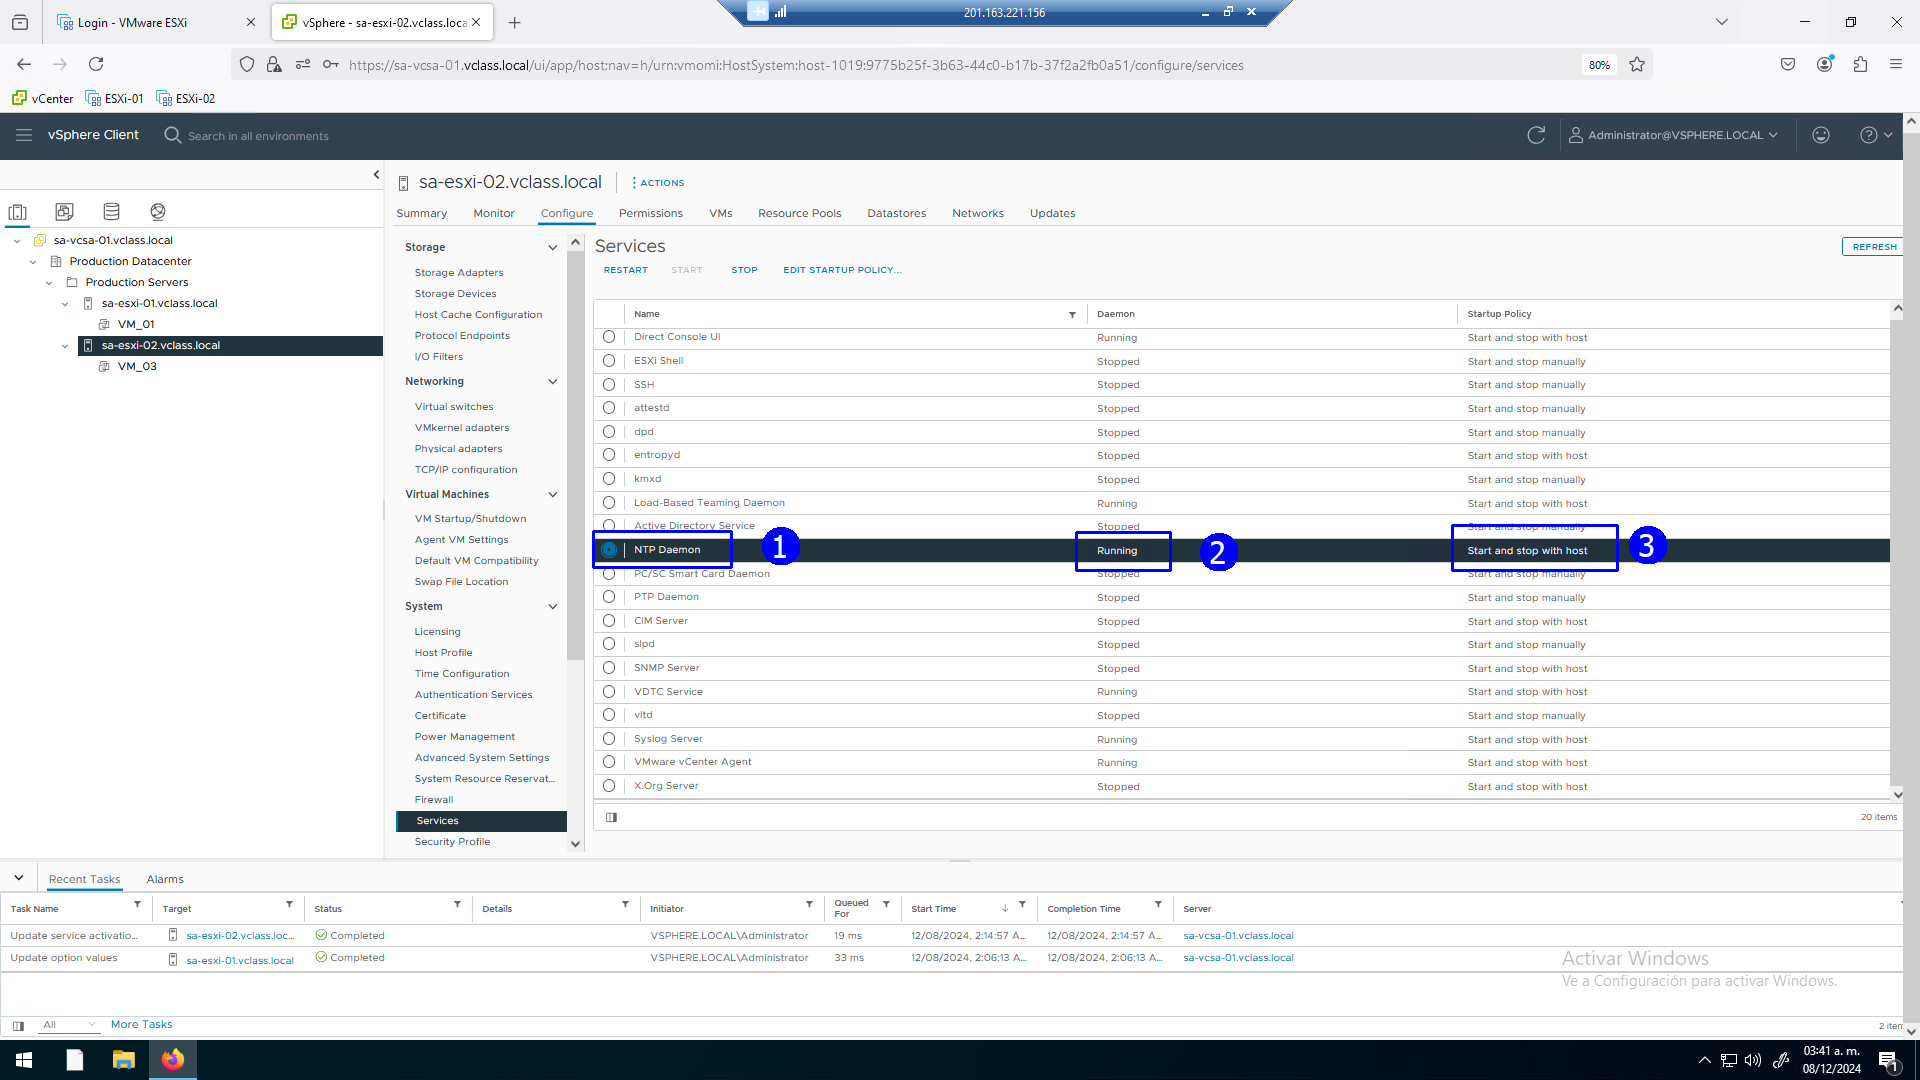 Login - VMware ESXi
vSphere - sa-esxi-02.vclass.loca
201.163.221.156
https://sa-vcsa-01.vclass.local/ui/app/host;nav=h/urn:vmomi:HostSystem:host-1019:9775b25f-3b63-44c0-b17b-37f2a2fb0a51/configure/services
80%
vCenter ESXi-01 ESXi-02
vSphere Client Search in all environments Administrator@VSPHERE.LOCAL
sa-vcsa-01.vclass.local
Production Datacenter
Production Servers
sa-esxi-01.vclass.local
VM_01
sa-esxi-02.vclass.local
VM_03
sa-esxi-02.vclass.local ACTIONS
Summary Monitor Configure Permissions VMs Resource Pools Datastores Networks Updates
Storage
Storage Adapters
Storage Devices
Host Cache Configuration
Protocol Endpoints
I/O Filters
Networking
Virtual switches
VMkernel adapters
Physical adapters
TCP/IP configuration
Virtual Machines
VM Startup/Shutdown
Agent VM Settings
Default VM Compatibility
Swap File Location
System
Licensing
Host Profile
Time Configuration
Authentication Services
Certificate
Power Management
Advanced System Settings
System Resource Reservat...
Firewall
Services
Security Profile
Services
REFRESH
RESTART START STOP EDIT STARTUP POLICY...
Name Daemon Startup Policy
Direct Console UI Running Start and stop with host
ESXi Shell Stopped Start and stop manually
SSH Stopped Start and stop manually
attestd Stopped Start and stop manually
dpd Stopped Start and stop manually
entropyd Stopped Start and stop with host
kmxd Stopped Start and stop manually
Load-Based Teaming Daemon Running Start and stop with host
Active Directory Service Stopped Start and stop manually
NTP Daemon 1 Running 2 Start and stop with host 3
PC/SC Smart Card Daemon Stopped Start and stop manually
PTP Daemon Stopped Start and stop manually
CIM Server Stopped Start and stop with host
slpd Stopped Start and stop manually
SNMP Server Stopped Start and stop with host
VDTC Service Running Start and stop with host
vltd Stopped Start and stop manually
Syslog Server Running Start and stop with host
VMware vCenter Agent Running Start and stop with host
X.Org Server Stopped Start and stop with host
20 items
Recent Tasks Alarms
Task Name Target Status Details Initiator Queued For Start Time Completion Time Server
Update service activatio... sa-esxi-02.vclass.loc... Completed VSPHERE.LOCAL\Administrator 19 ms 12/08/2024, 2:14:57 A... 12/08/2024, 2:14:57 A... sa-vcsa-01.vclass.local
Update option values sa-esxi-01.vclass.local Completed VSPHERE.LOCAL\Administrator 33 ms 12/08/2024, 2:06:13 A... 12/08/2024, 2:06:13 A... sa-vcsa-01.vclass.local
Activar Windows
Ve a Configuración para activar Windows.
All More Tasks
2 item
03:41 a. m.
08/12/2024
1